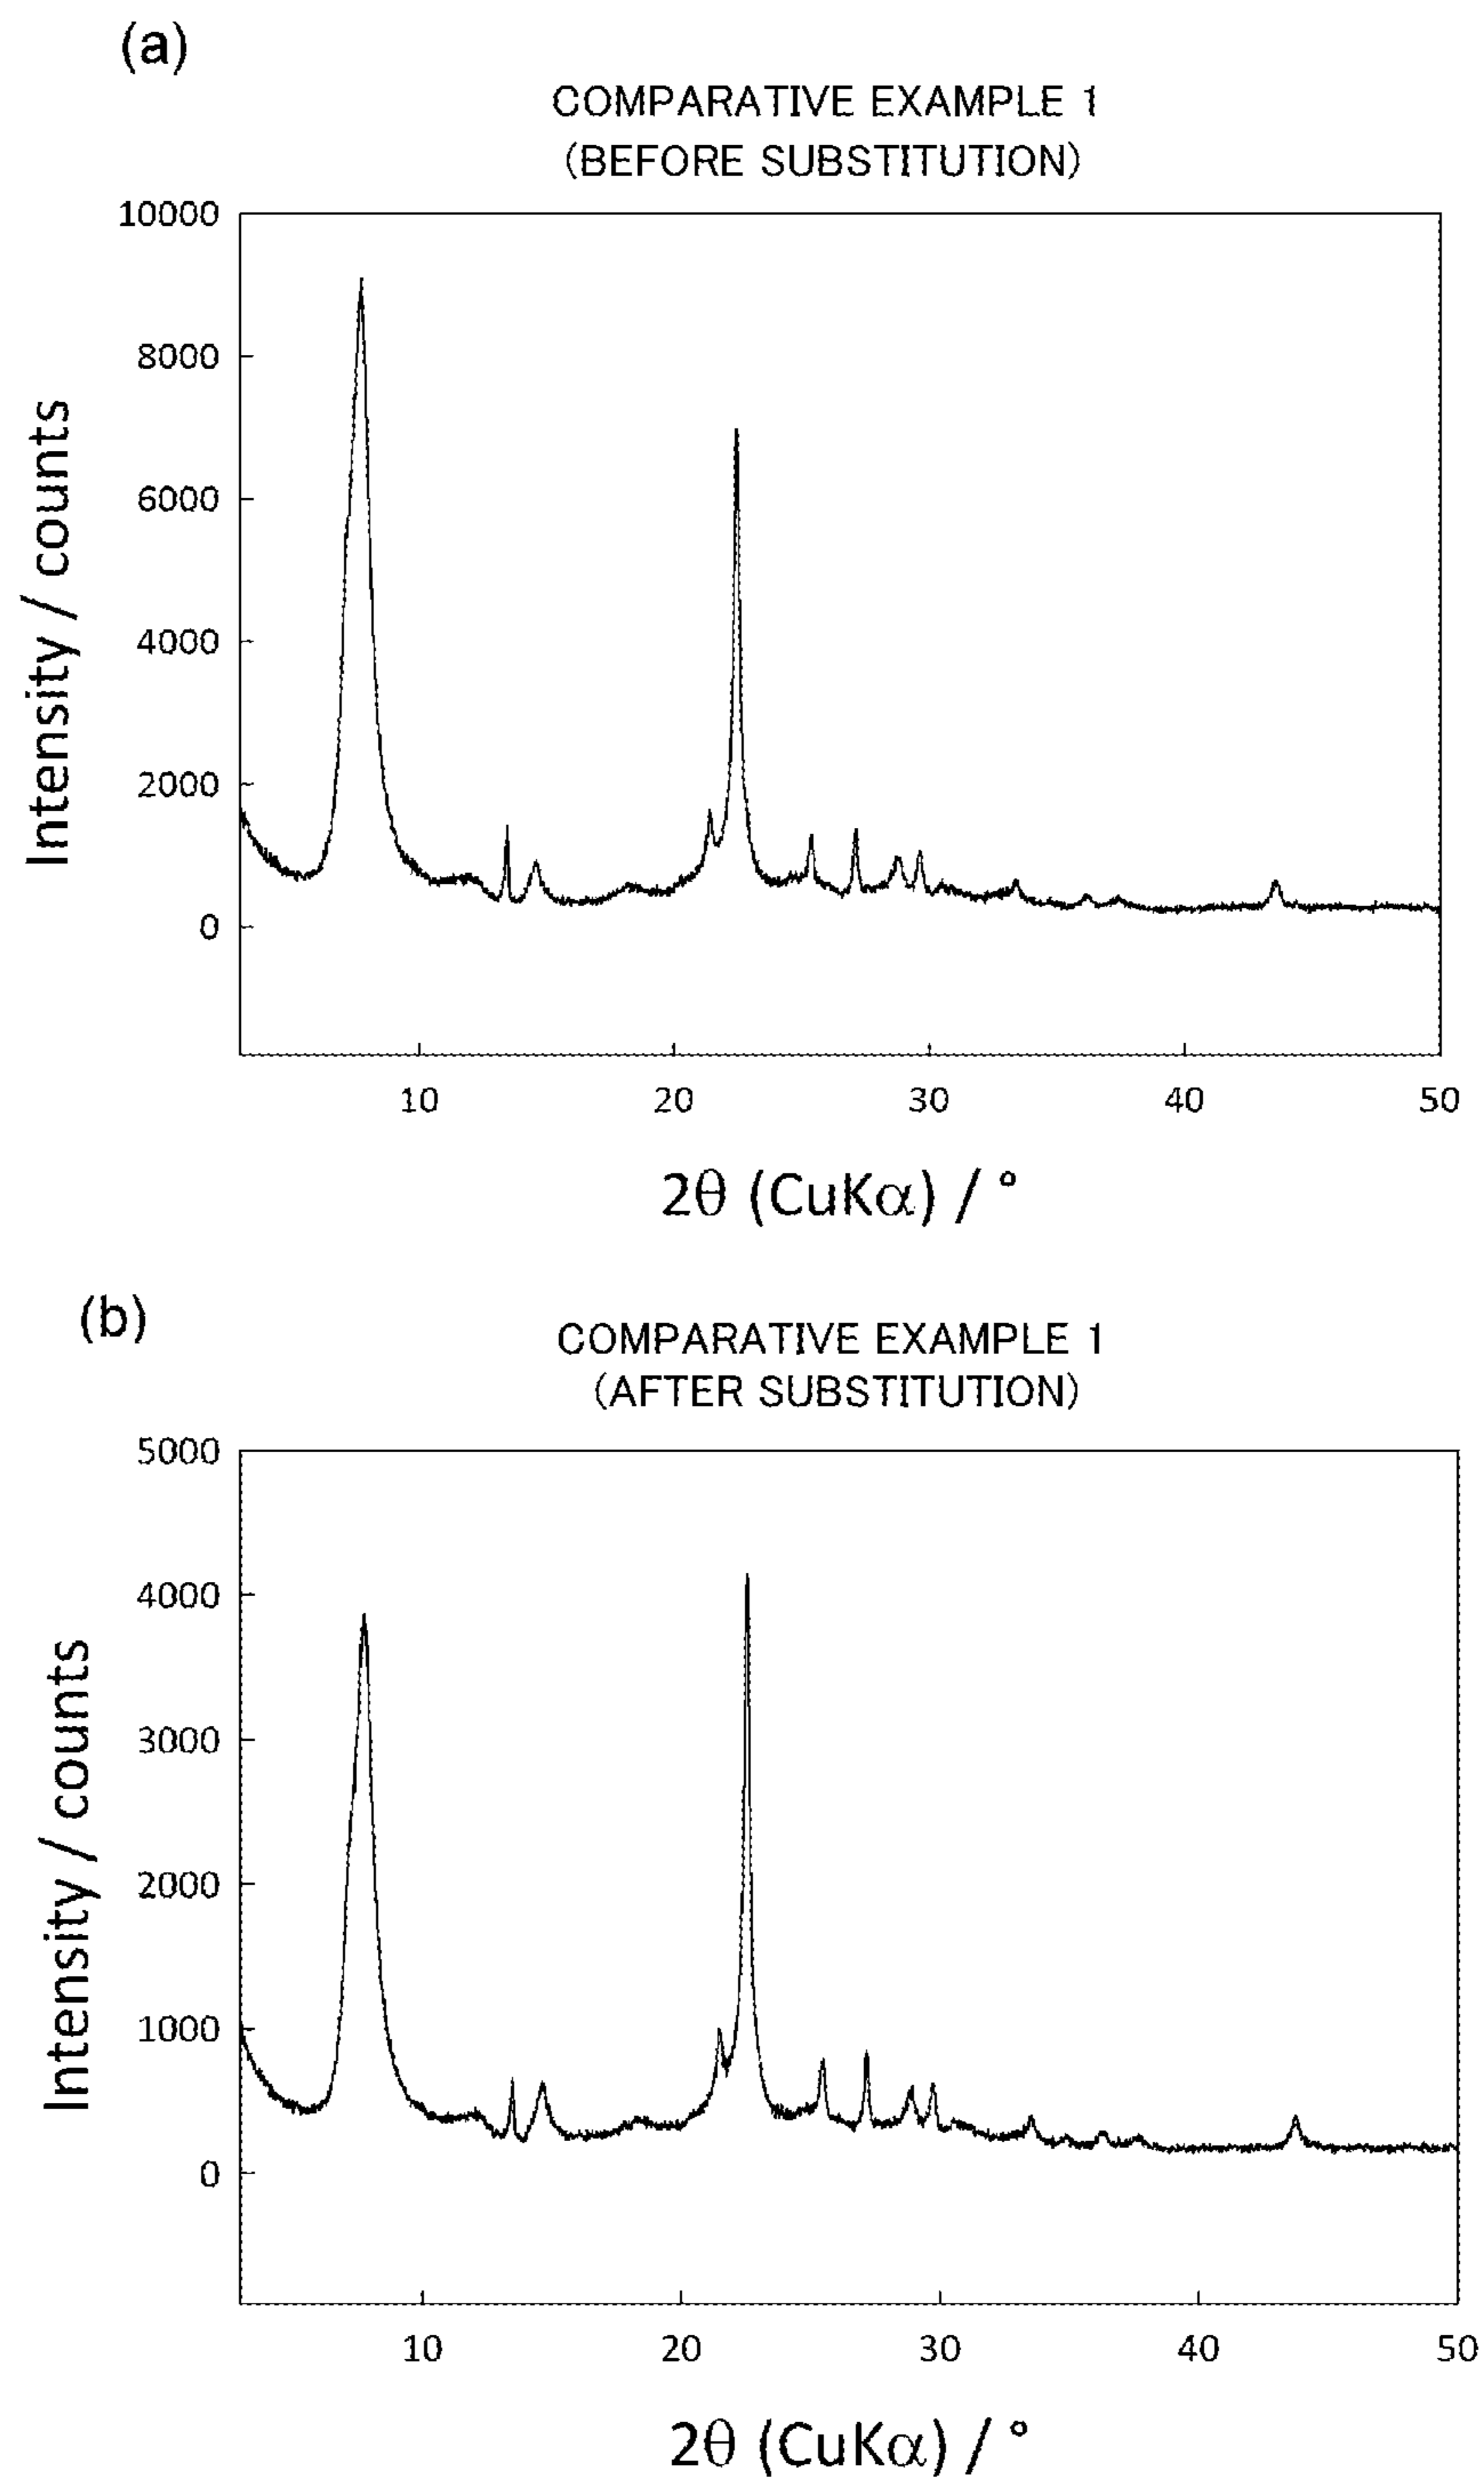 (a)
COMPARATIVE EXAMPLE 1
(BEFORE SUBSTITUTION)
Intensity / counts
10000
8000
6000
4000
2000
0
10 20 30 40 50
2θ (CuKα) / °
(b)
COMPARATIVE EXAMPLE 1
(AFTER SUBSTITUTION)
Intensity / counts
5000
4000
3000
2000
1000
0
10 20 30 40 50
2θ (CuKα) / °